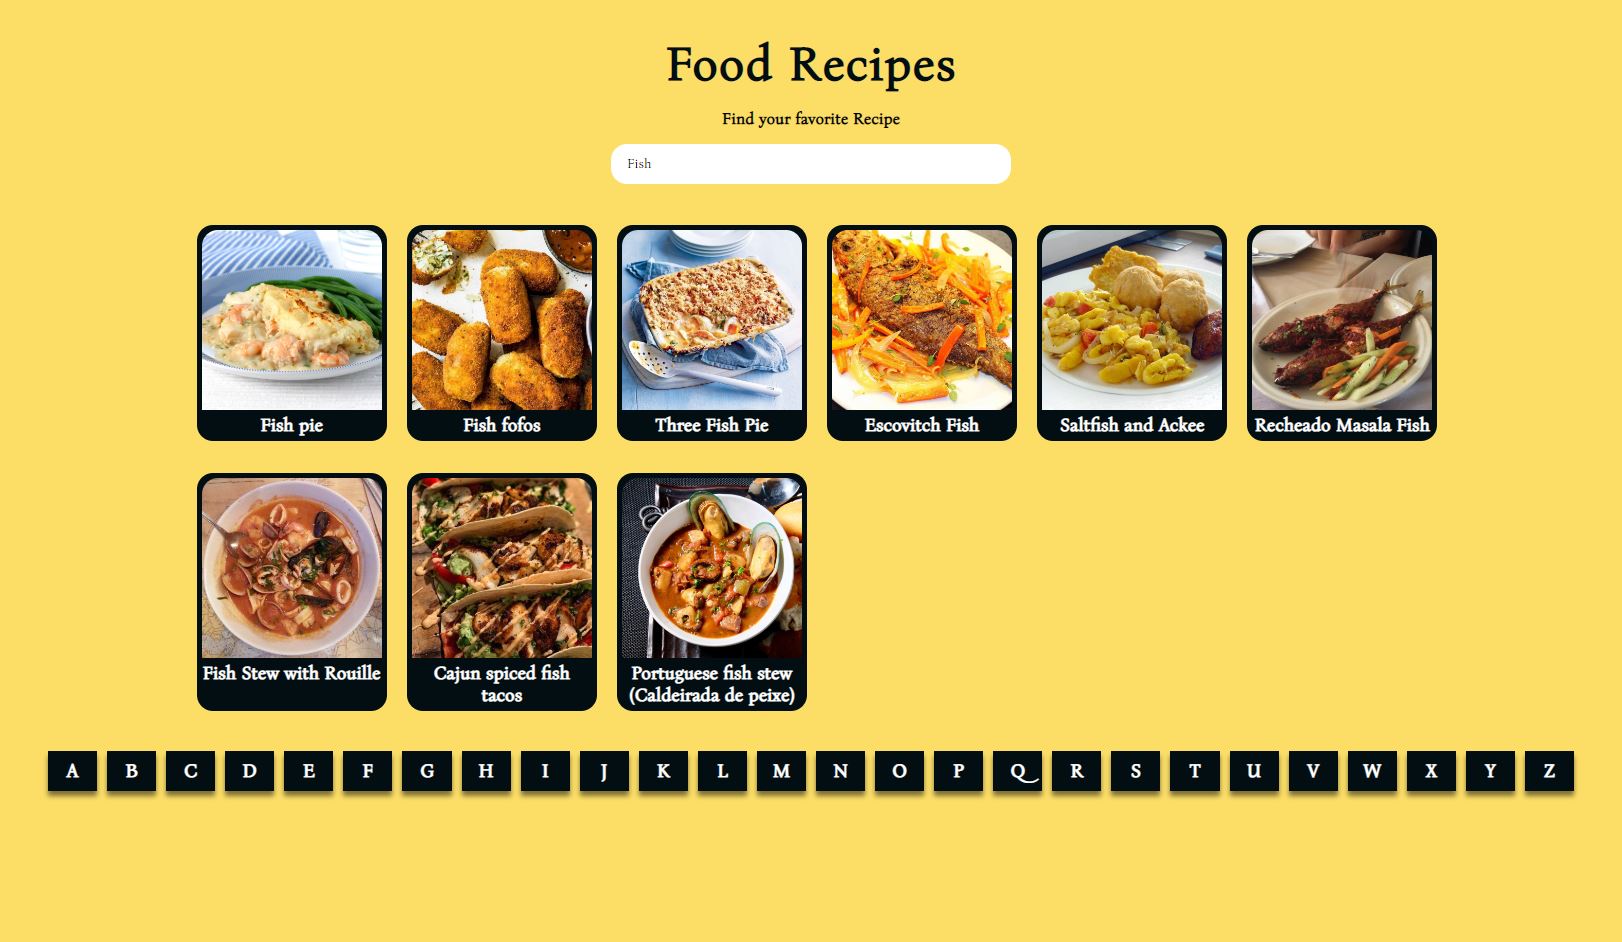 Food Recipes
Find your favorite Recipe
Fish
Fish pie
Fish fofos
Three Fish Pie
Escovitch Fish
Saltfish and Ackee
Recheado Masala Fish
Fish Stew with Rouille
Cajun spiced fish
tacos
Portuguese fish stew
(Caldeirada de peixe)
A B C D E F G H I J K L M N O P Q R S T U V W X Y Z